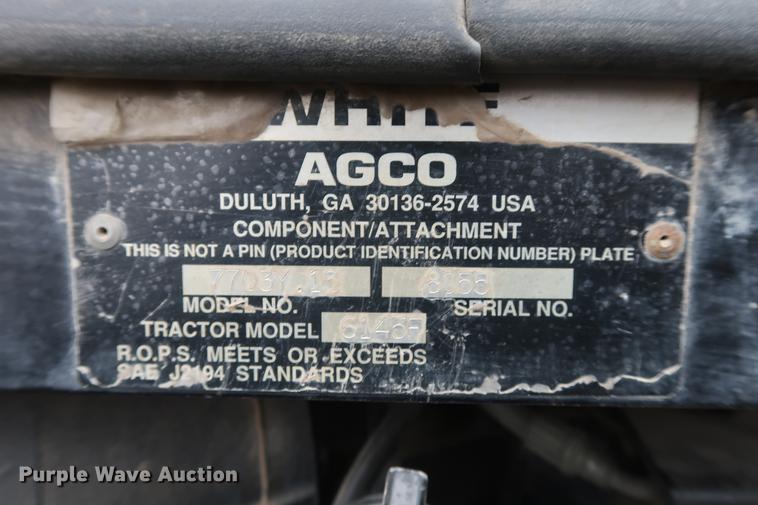 WHITE
AGCO
DULUTH, GA 30136-2574 USA
COMPONENT/ATTACHMENT
THIS IS NOT A PIN (PRODUCT IDENTIFICATION NUMBER) PLATE
8155
MODEL NO. SERIAL NO.
TRACTOR MODEL
R.O.P.S. MEETS OR EXCEEDS
SAE J2194 STANDARDS
Purple Wave Auction